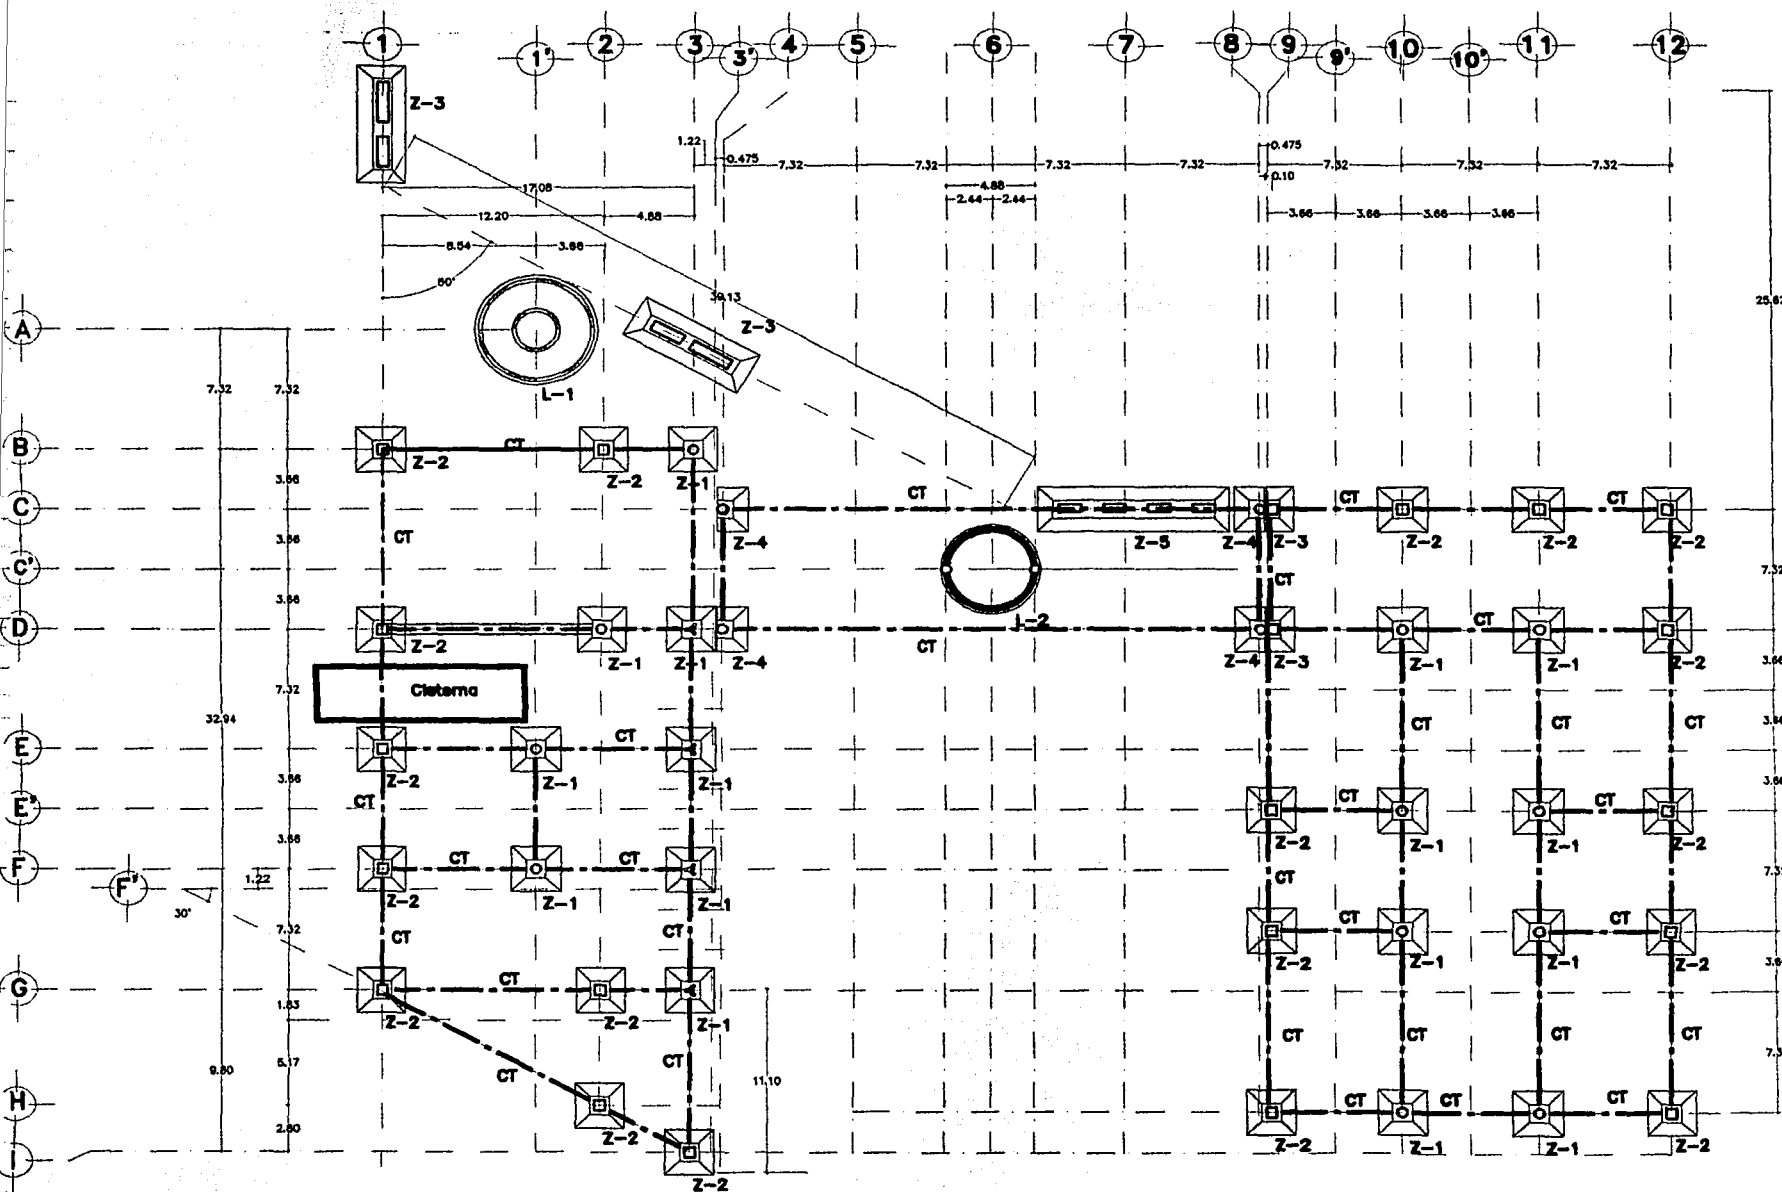 1 1' 2 3 3' 4 5 6 7 8 9 9' 10 10' 11 12
Z-3
1.22
0.475
0.475
7.32 7.32 7.32 7.32 7.32 7.32 7.32
0.10
17.08
4.88
2.44 2.44
12.20 4.88
3.66 3.66 3.66 3.66
8.54 3.66
60°
39.13
A
Z-3
7.32 7.32
L-1
B
CT
Z-2 Z-2 Z-1
3.66
C
CT CT CT
CT
Z-4 Z-5 Z-4 Z-3 Z-2 Z-2 Z-2
3.66
C'
7.32
CT
3.66
D
L-2
CT
CT
Z-2 Z-1 Z-1 Z-4 Z-4 Z-3 Z-1 Z-1 Z-2
3.66
Cisterna
7.32
32.94
CT CT CT
E
CT
Z-2 Z-1 Z-1
3.66
3.66
E'
CT
CT CT
Z-2 Z-1 Z-1 Z-2
3.66
F
CT CT
CT
F'
1.22
Z-2 Z-1 Z-1
30°
7.32
CT CT
CT CT
Z-2 Z-1 Z-1 Z-2
G
CT
1.83
Z-2 Z-2 Z-1
CT CT CT CT
5.17
CT
CT
9.80
11.10
H
CT CT CT
2.80
Z-2
Z-2 Z-1 Z-1 Z-2
I
Z-2